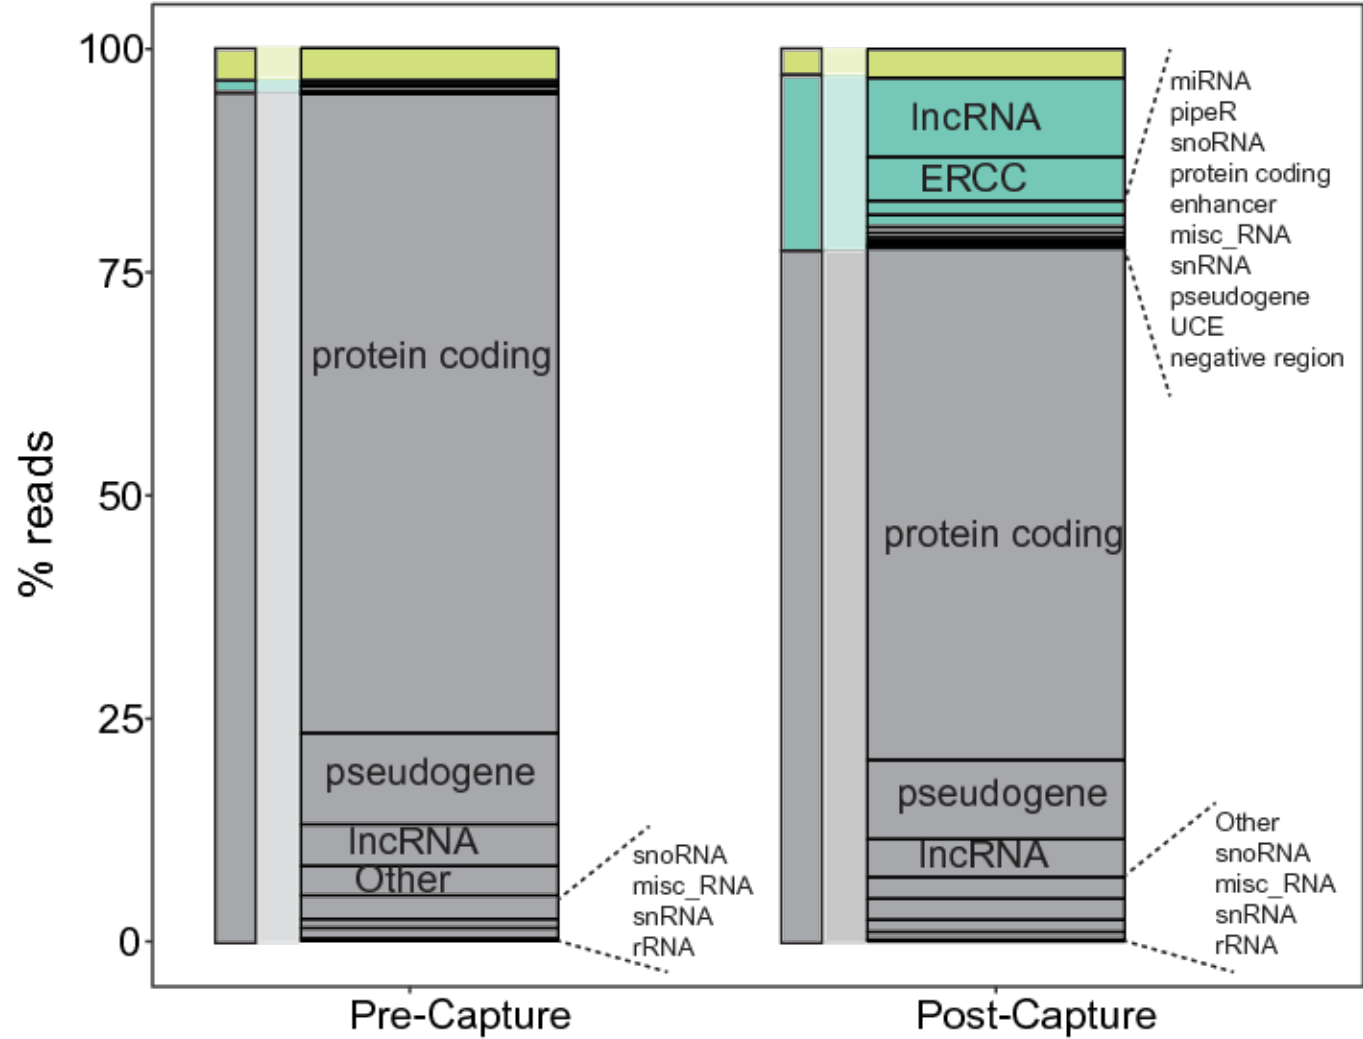 100
75
50
25
0
% reads
protein coding
pseudogene
lncRNA
Other
snoRNA
misc_RNA
snRNA
rRNA
Pre-Capture
lncRNA
ERCC
miRNA
pipeR
snoRNA
protein coding
enhancer
misc_RNA
snRNA
pseudogene
UCE
negative region
protein coding
pseudogene
lncRNA
Other
snoRNA
misc_RNA
snRNA
rRNA
Post-Capture